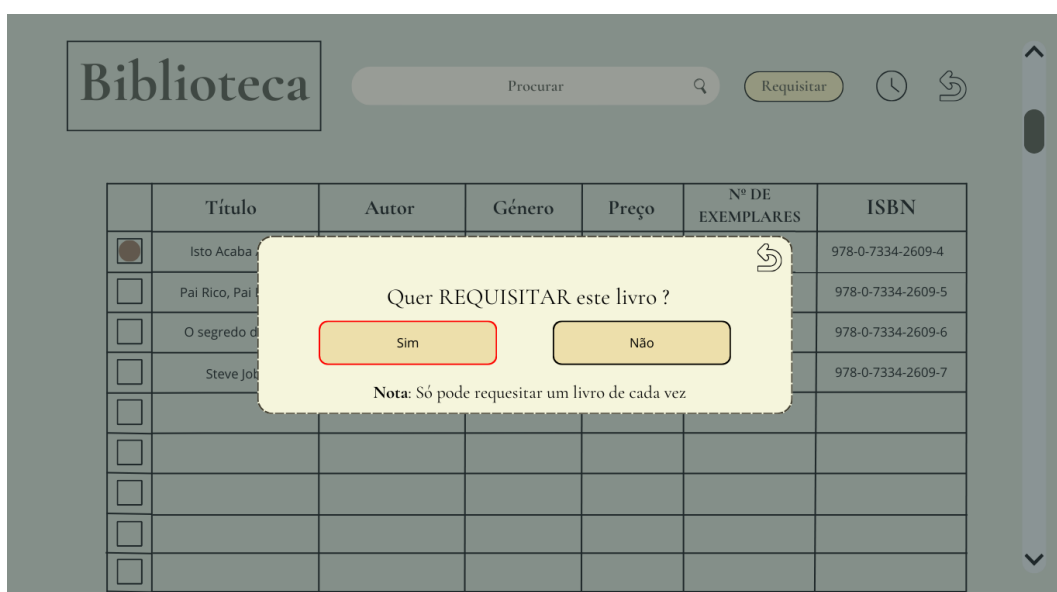 Biblioteca
Procurar
Requisitar
Título Autor Género Preço Nº DE EXEMPLARES ISBN
Isto Acaba 978-0-7334-2609-4
Pai Rico, Pai 978-0-7334-2609-5
O segredo 978-0-7334-2609-6
Steve 978-0-7334-2609-7
Quer REQUISITAR este livro ?
Sim Não
Nota: Só pode requesitar um livro de cada vez